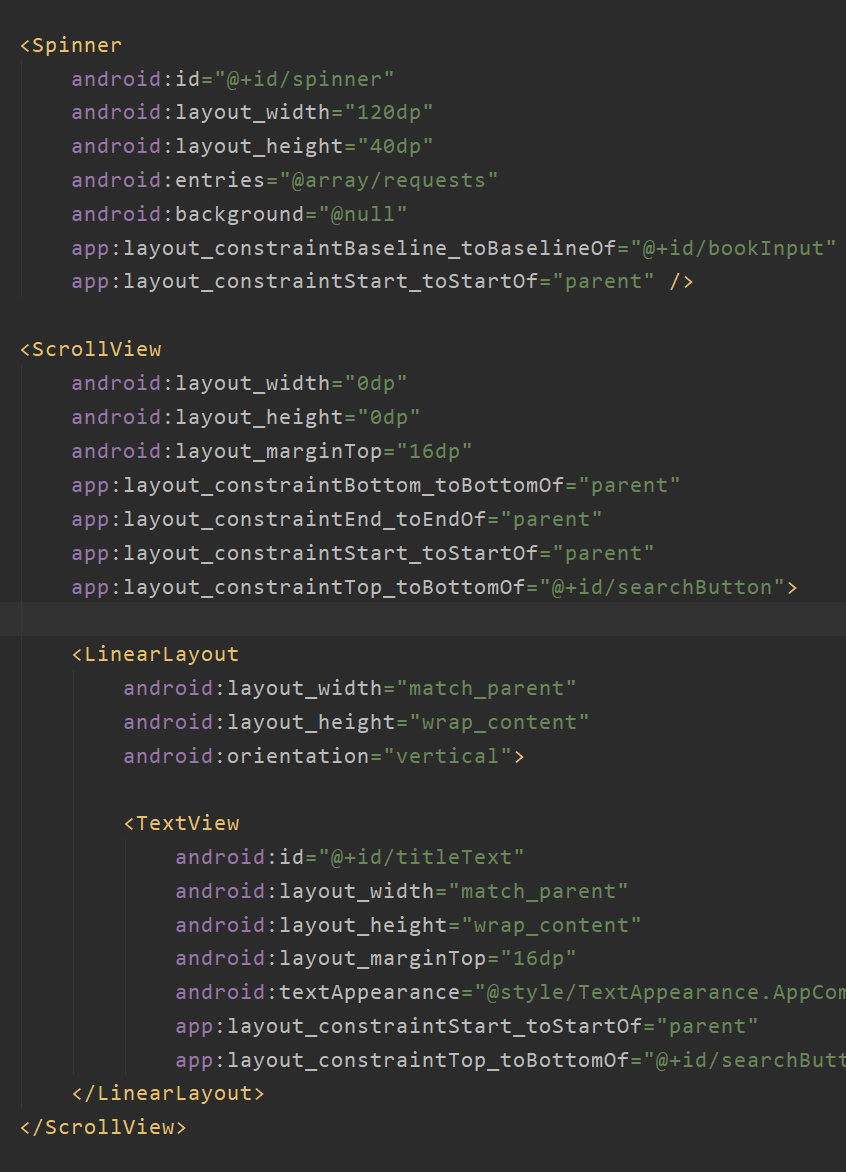 <Spinner
android:id="@+id/spinner"
android:layout_width="120dp"
android:layout_height="40dp"
android:entries="@array/requests"
android:background="@null"
app:layout_constraintBaseline_toBaselineOf="@+id/bookInput"
app:layout_constraintStart_toStartOf="parent" />
<ScrollView
android:layout_width="0dp"
android:layout_height="0dp"
android:layout_marginTop="16dp"
app:layout_constraintBottom_toBottomOf="parent"
app:layout_constraintEnd_toEndOf="parent"
app:layout_constraintStart_toStartOf="parent"
app:layout_constraintTop_toBottomOf="@+id/searchButton">
<LinearLayout
android:layout_width="match_parent"
android:layout_height="wrap_content"
android:orientation="vertical">
<TextView
android:id="@+id/titleText"
android:layout_width="match_parent"
android:layout_height="wrap_content"
android:layout_marginTop="16dp"
android:textAppearance="@style/TextAppearance.AppCom
app:layout_constraintStart_toStartOf="parent"
app:layout_constraintTop_toBottomOf="@+id/searchButt
</LinearLayout>
</ScrollView>